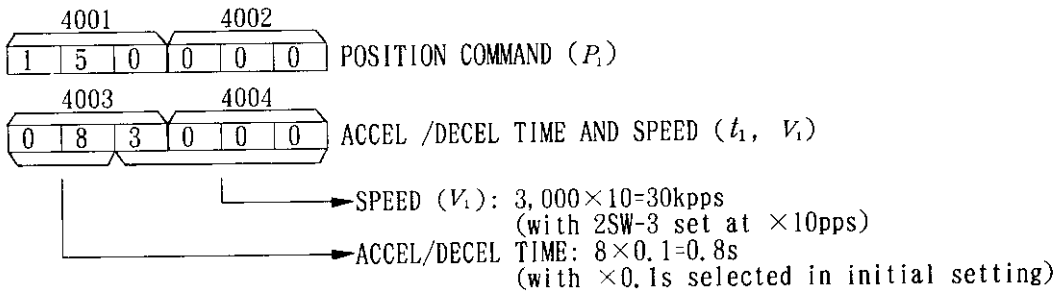 4001 4002
1 5 0 0 0 0 POSITION COMMAND (P₁)
4003 4004
0 8 3 0 0 0 ACCEL /DECEL TIME AND SPEED (t₁, V₁)
SPEED (V₁): 3,000×10=30kpps
(with 2SW-3 set at ×10pps)
ACCEL/DECEL TIME: 8×0.1=0.8s
(with ×0.1s selected in initial setting)